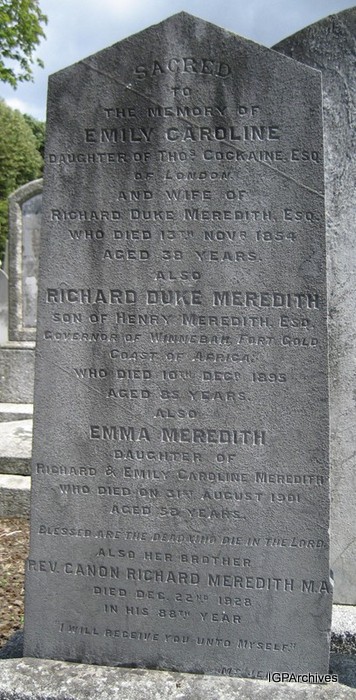 SACRED
TO
THE MEMORY OF
EMILY CAROLINE
DAUGHTER OF THOS COCKAINE, ESQ.
OF LONDON.
AND WIFE OF
RICHARD DUKE MEREDITH, ESQ.
WHO DIED 13TH NOVR 1854
AGED 38 YEARS.
ALSO
RICHARD DUKE MEREDITH
SON OF HENRY MEREDITH, ESQ.
GOVERNOR OF WINNEBAH, FORT GOLD
COAST OF AFRICA.
WHO DIED 10TH DECR 1895
AGED 85 YEARS.
ALSO
EMMA MEREDITH
DAUGHTER OF
RICHARD & EMILY CAROLINE MEREDITH
WHO DIED ON 31ST AUGUST 1901
AGED 52 YEARS.
BLESSED ARE THE DEAD WHO DIE IN THE LORD.
ALSO HER BROTHER
REV. CANON RICHARD MEREDITH M.A.
DIED DEC. 22ND 1928
IN HIS 88TH YEAR
"I WILL RECEIVE YOU UNTO MYSELF"
IGPArchives